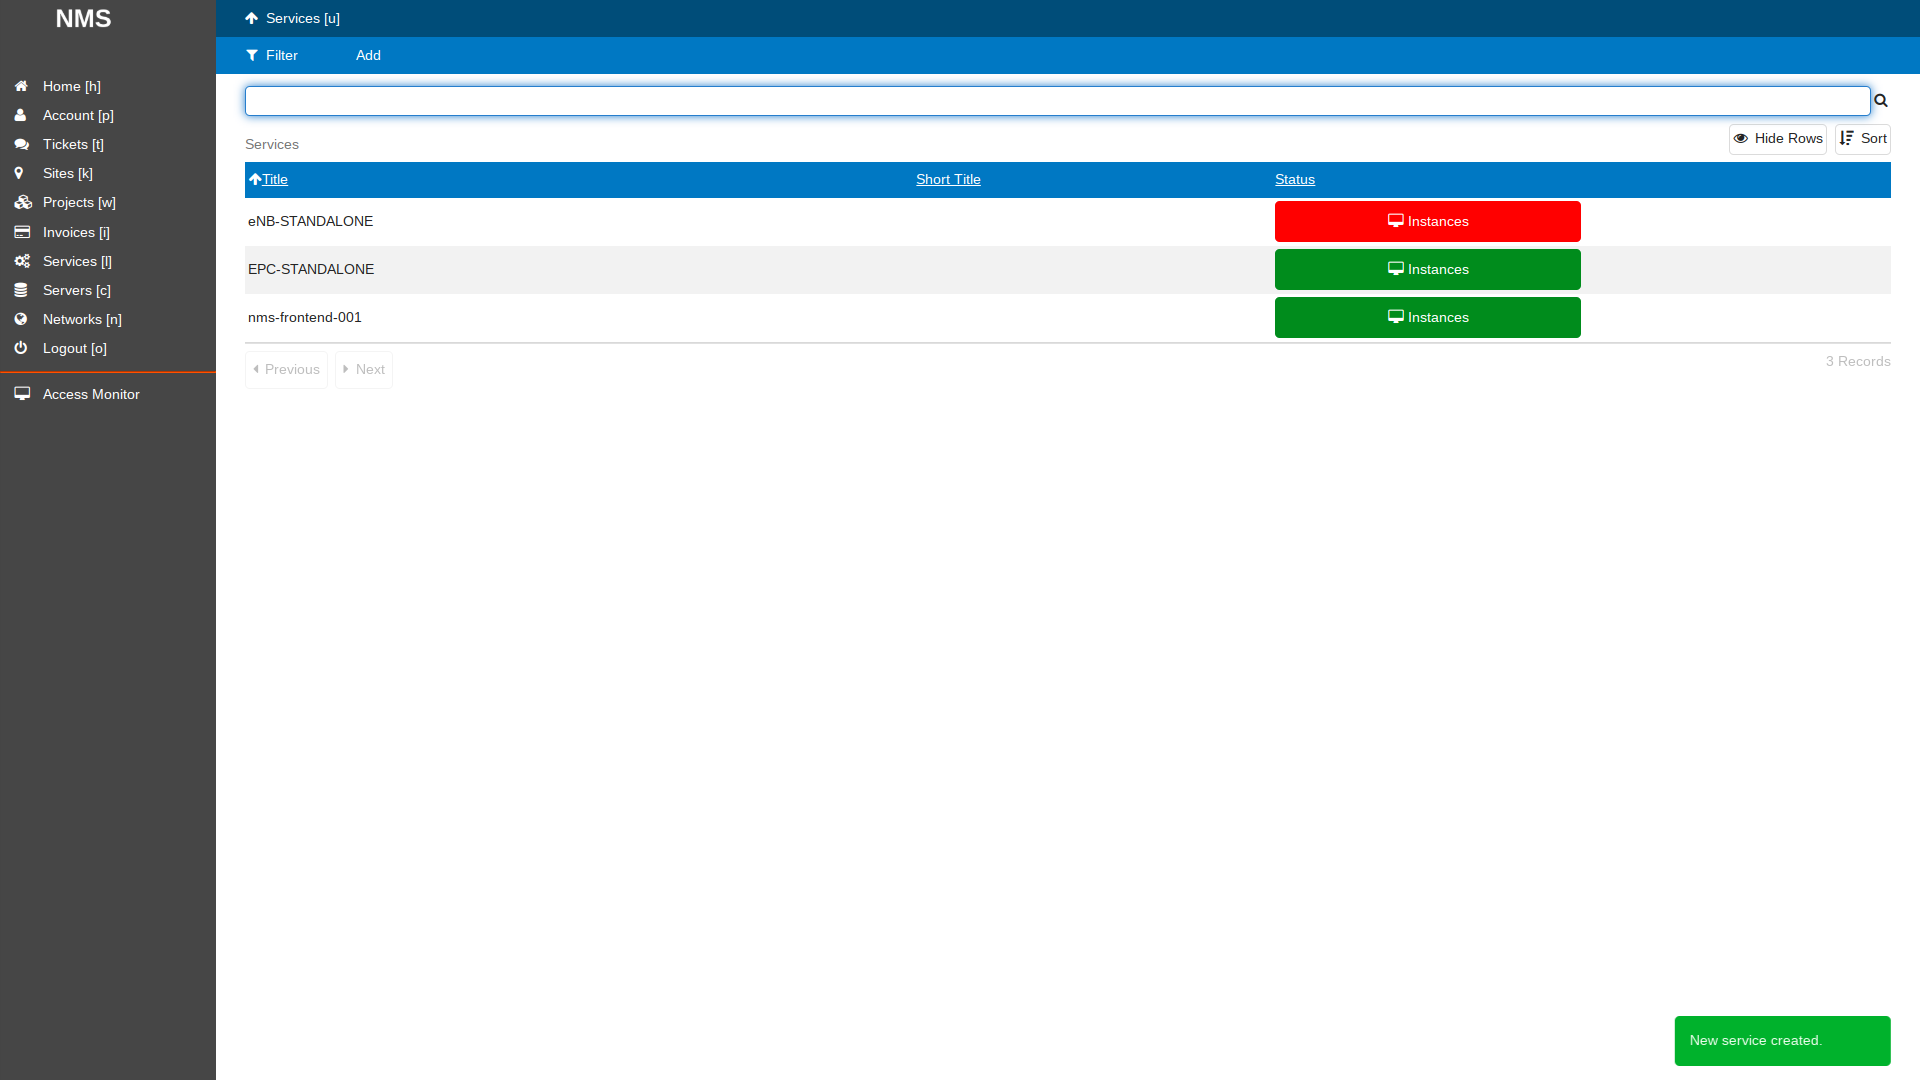 NMS
Home [h]
Account [p]
Tickets [t]
Sites [k]
Projects [w]
Invoices [i]
Services [l]
Servers [c]
Networks [n]
Logout [o]
Access Monitor
Services [u]
Filter Add
Services
Hide Rows Sort
Title Short Title Status
eNB-STANDALONE Instances
EPC-STANDALONE Instances
nms-frontend-001 Instances
Previous Next 3 Records
New service created.